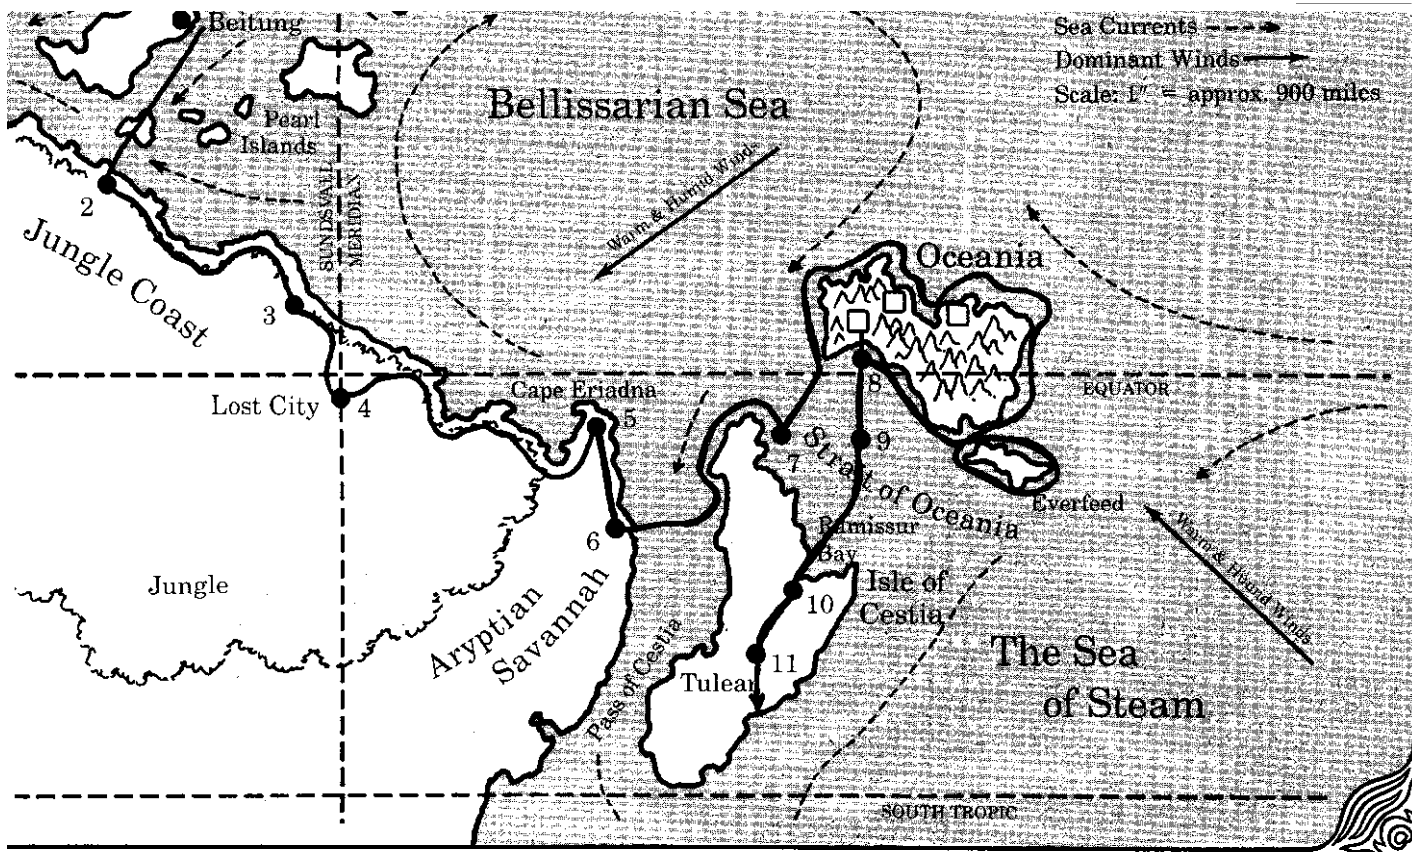 Beitung
Sea Currents
Dominant Winds
Scale: 1" = approx. 900 miles
Bellissarian Sea
Pearl
Islands
SUNDSVALL
MERIDIAN
Warm & Humid Winds
2
Jungle Coast
Oceania
3
Lost City
4
Cape Eriadna
5
8
EQUATOR
7
9
Strait of Oceania
Everfeed
6
Ramissur
Bay
Warm & Humid Winds
Jungle
Isle of
Cestia
10
Aryptian
Savannah
Pass of Cestia
11
Tulear
The Sea
of Steam
SOUTH TROPIC